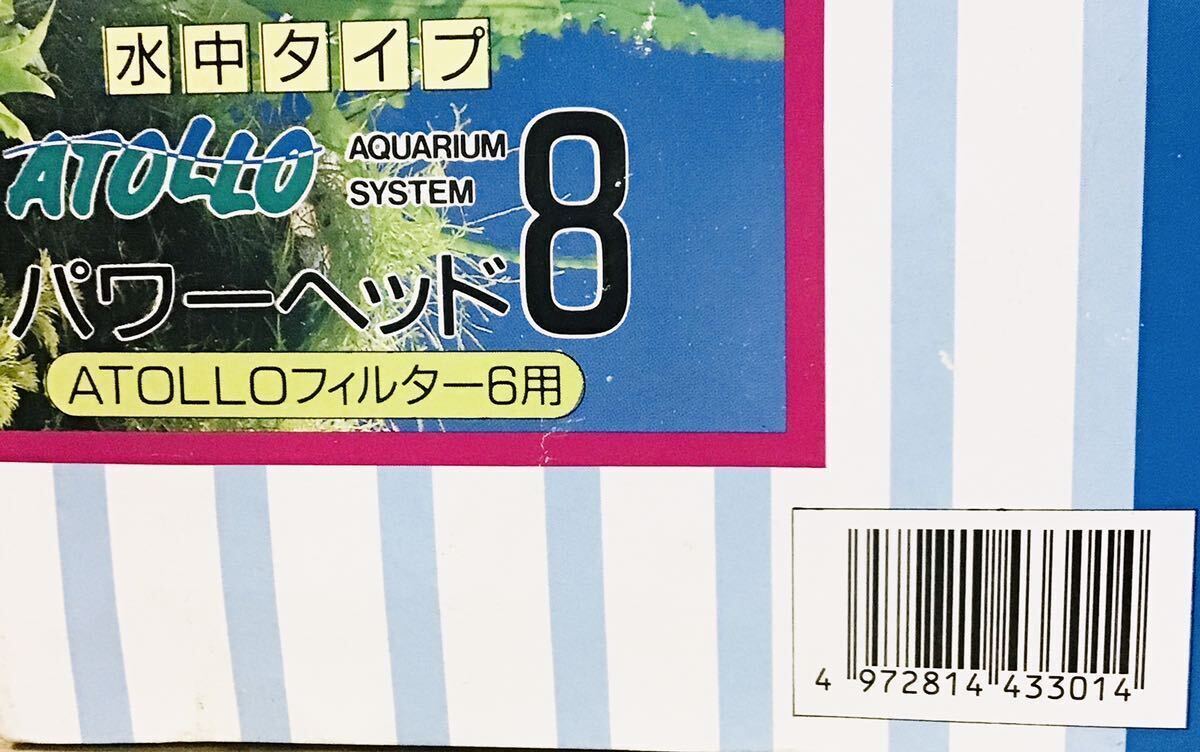 水中タイプ
ATOLLO AQUARIUM SYSTEM
パワーヘッド8
ATOLLOフィルター6用
4 972814 433014